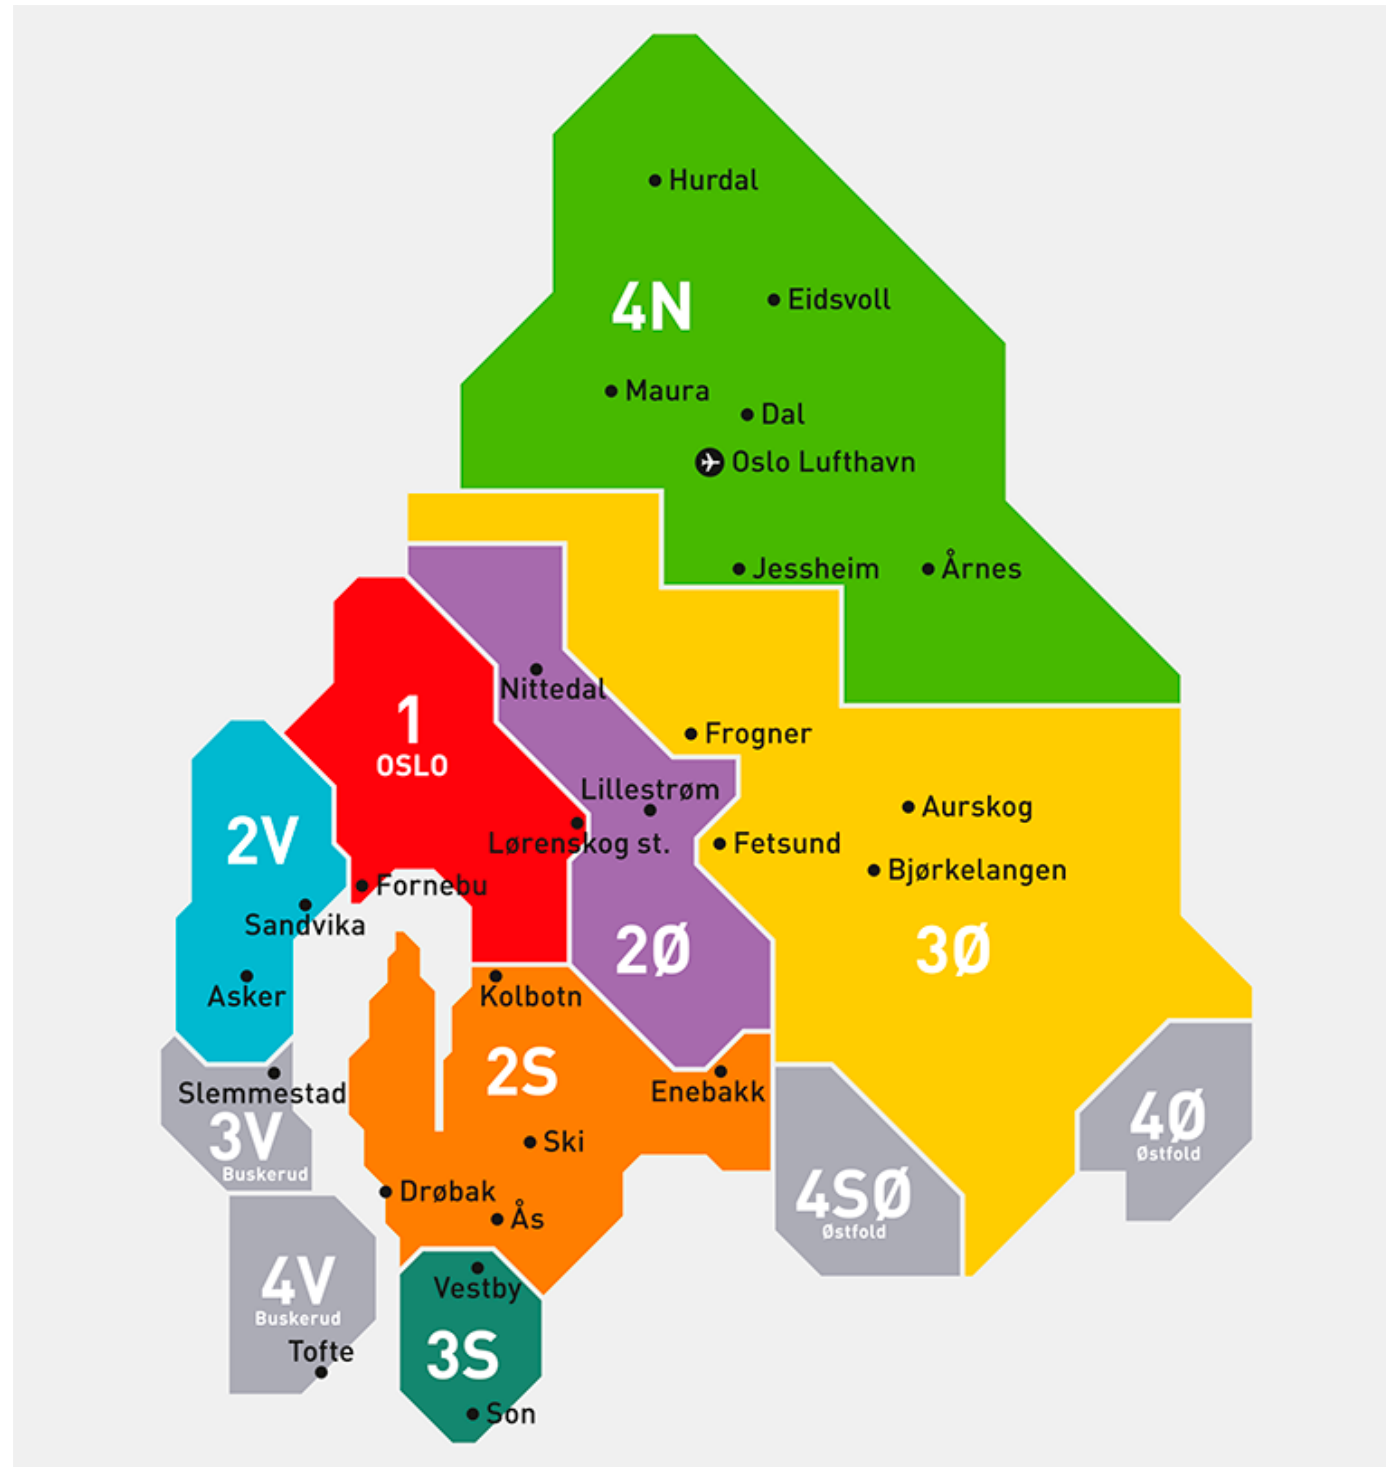 Hurdal
4N
Eidsvoll
Maura
Dal
Oslo Lufthavn
Jessheim
Årnes
Nittedal
1
OSLO
Frogner
Lillestrøm
Aurskog
2V
Lørenskog st.
Fetsund
Bjørkelangen
Fornebu
Sandvika
2Ø
3Ø
Asker
Kolbotn
2S
Slemmestad
Enebakk
3V
Buskerud
4Ø
Østfold
Ski
Drøbak
4SØ
Østfold
Ås
4V
Buskerud
Vestby
Tofte
3S
Son